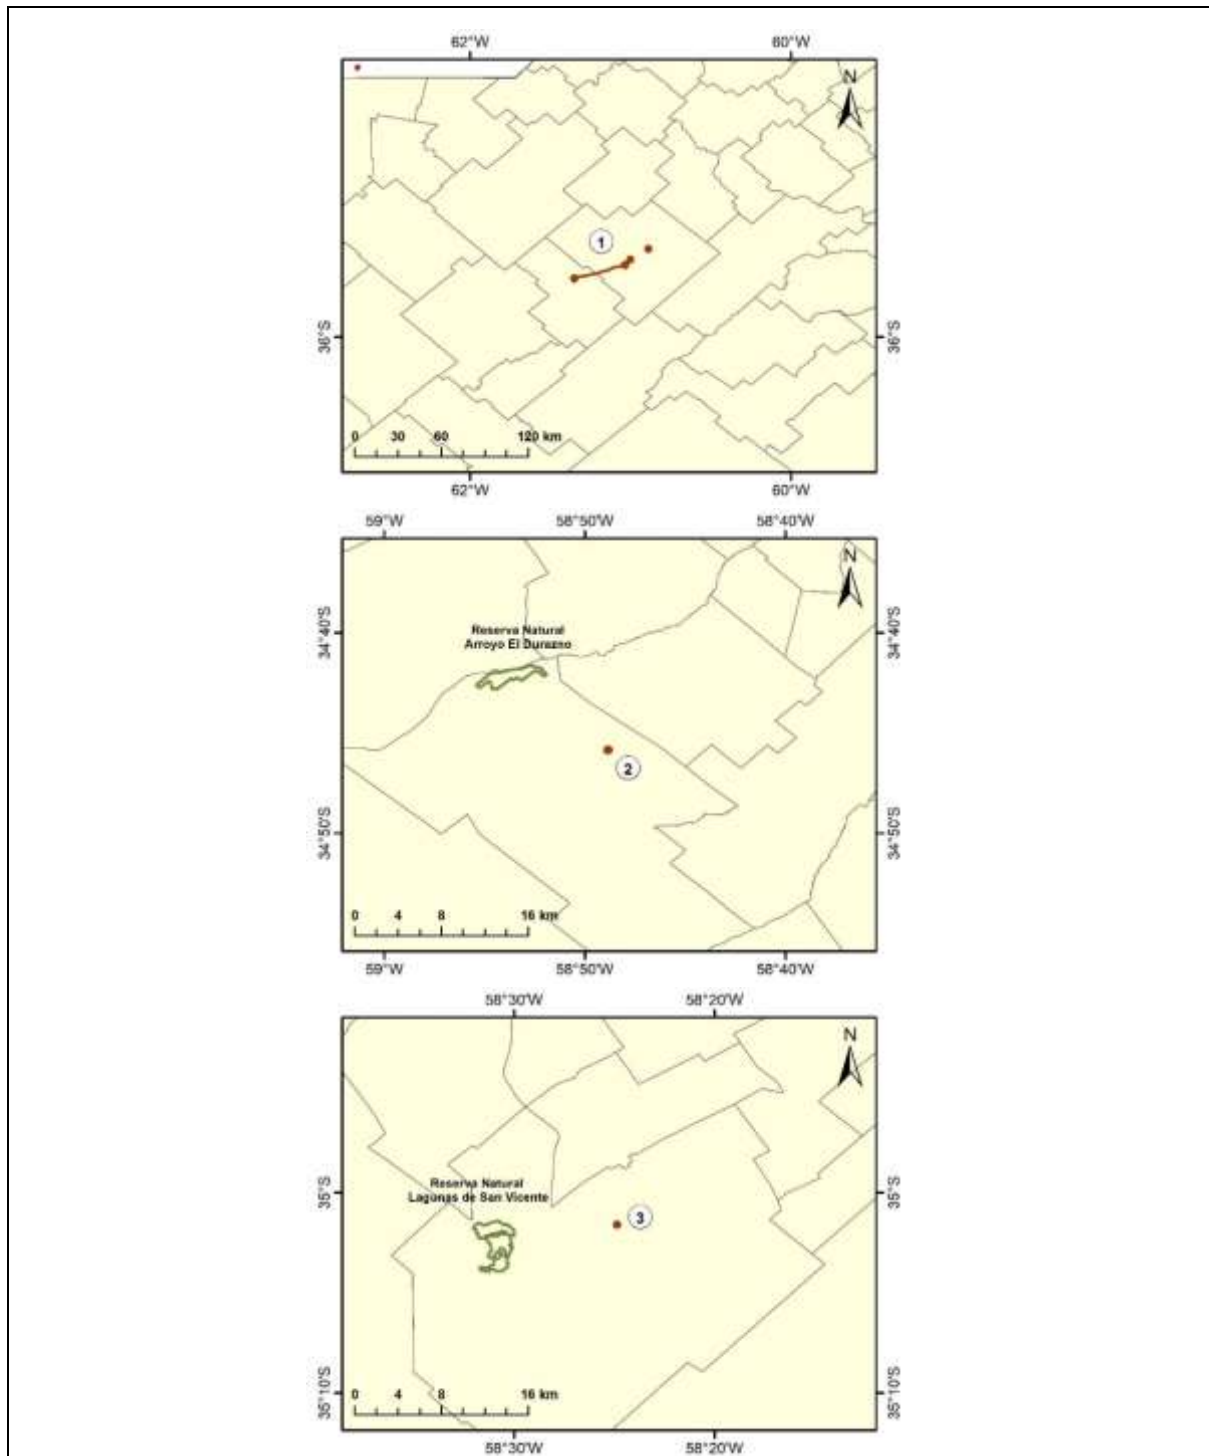 62°W 60°W
N
1
36°S 36°S
0 30 60 120 km
62°W 60°W
59°W 58°50'W 58°40'W
N
34°40'S 34°40'S
Reserva Natural
Arroyo El Durazno
2
34°50'S 34°50'S
0 4 8 16 km
59°W 58°50'W 58°40'W
58°30'W 58°20'W
N
35°S 35°S
Reserva Natural
Lagunas de San Vicente
3
35°10'S 35°10'S
0 4 8 16 km
58°30'W 58°20'W